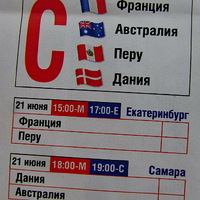 Франция
Австралия
С
Перу
Дания
21 июня 15:00-М 17:00-Е Екатеринбург
Франция
Перу
21 июня 18:00-М 19:00-С Самара
Дания
Австралия